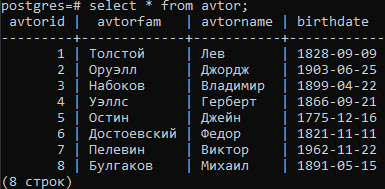 postgres=# select * from avtor;
 avtorid |  avtorfam   | avtorname | birthdate
---------+-------------+-----------+------------
       1 | Толстой     | Лев       | 1828-09-09
       2 | Оруэлл      | Джордж    | 1903-06-25
       3 | Набоков     | Владимир  | 1899-04-22
       4 | Уэллс       | Герберт   | 1866-09-21
       5 | Остин       | Джейн     | 1775-12-16
       6 | Достоевский | Федор     | 1821-11-11
       7 | Пелевин     | Виктор    | 1962-11-22
       8 | Булгаков    | Михаил    | 1891-05-15
(8 строк)